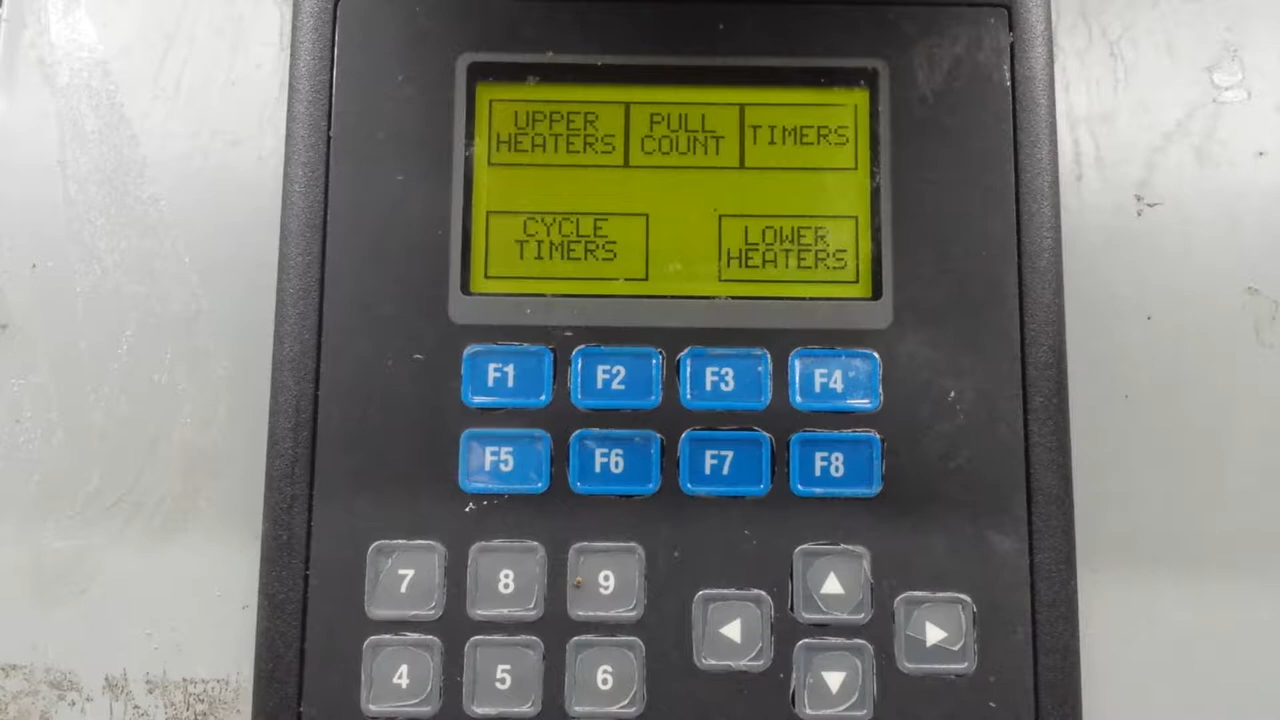 UPPER HEATERS
PULL COUNT
TIMERS
CYCLE TIMERS
LOWER HEATERS
F1 F2 F3 F4
F5 F6 F7 F8
7 8 9
4 5 6